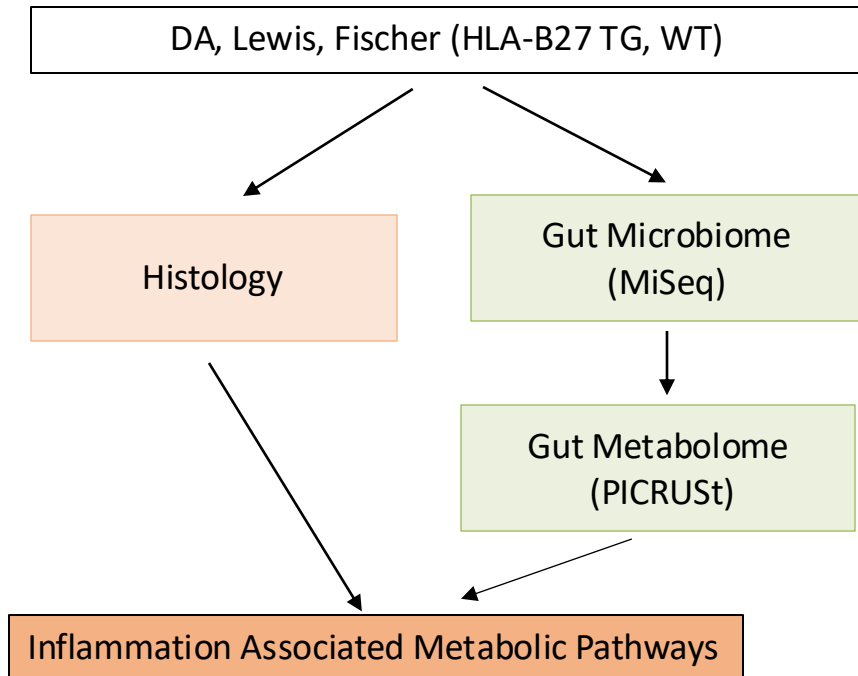 DA, Lewis, Fischer (HLA-B27 TG, WT)
Histology
Gut Microbiome
(MiSeq)
Gut Metabolome
(PICRUSt)
Inflammation Associated Metabolic Pathways